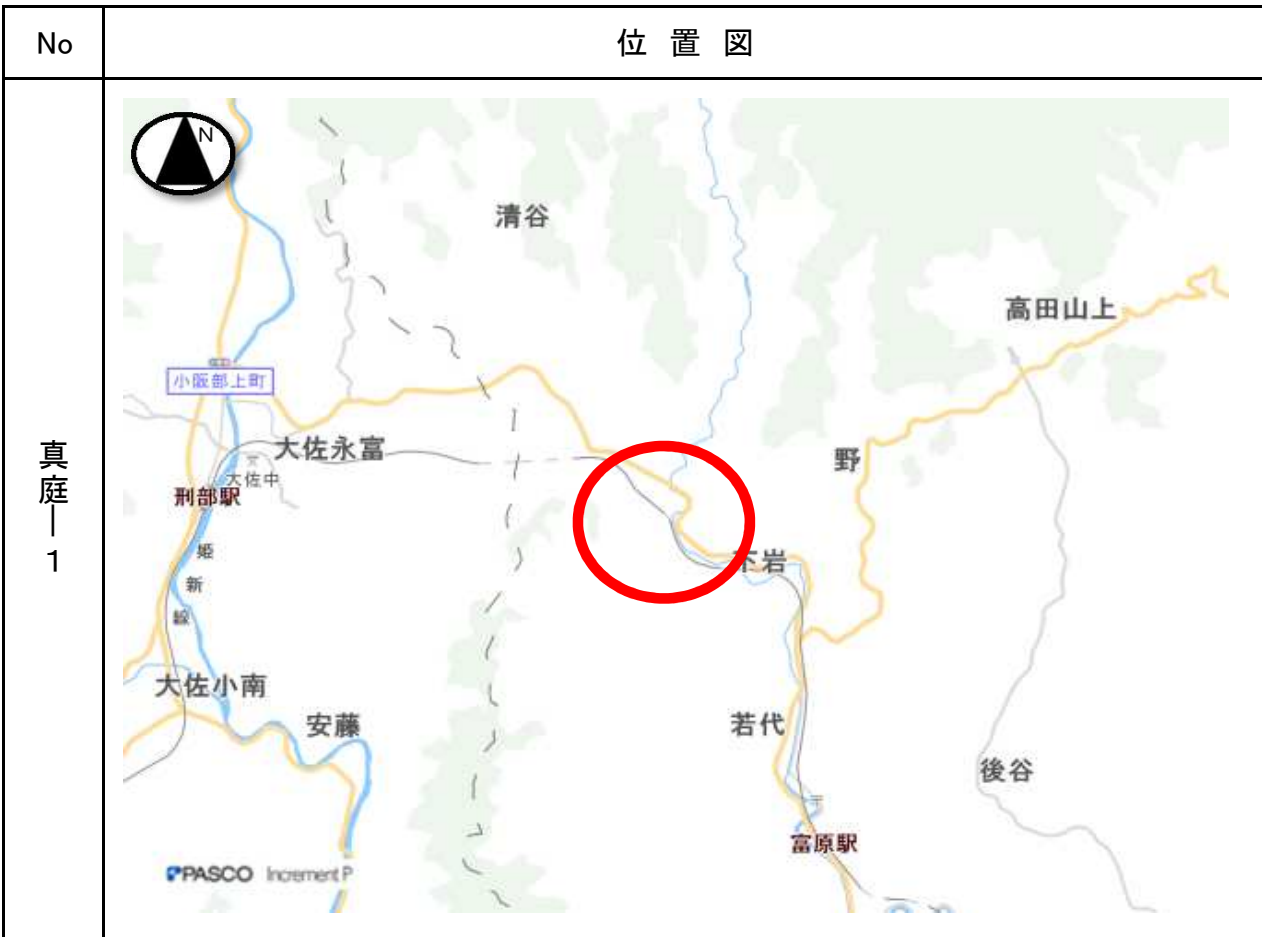 No
位置図
真庭―1
N
清谷
高田山上
小阪部上町
大佐永富
野
大佐中
刑部駅
下岩
姫新線
大佐小南
安藤
若代
後谷
富原駅
PASCO Increment P